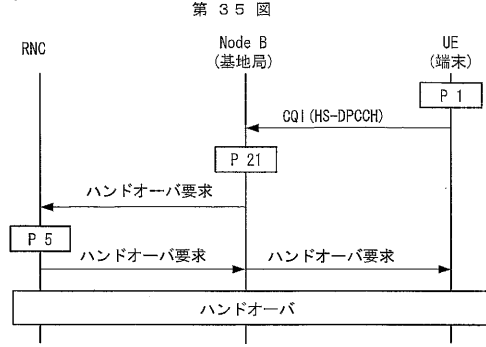 第 35 図
RNC
Node B
(基地局)
UE
(端末)
P 1
CQI(HS-DPCCH)
P 21
ハンドオーバ要求
P 5
ハンドオーバ要求
ハンドオーバ要求
ハンドオーバ